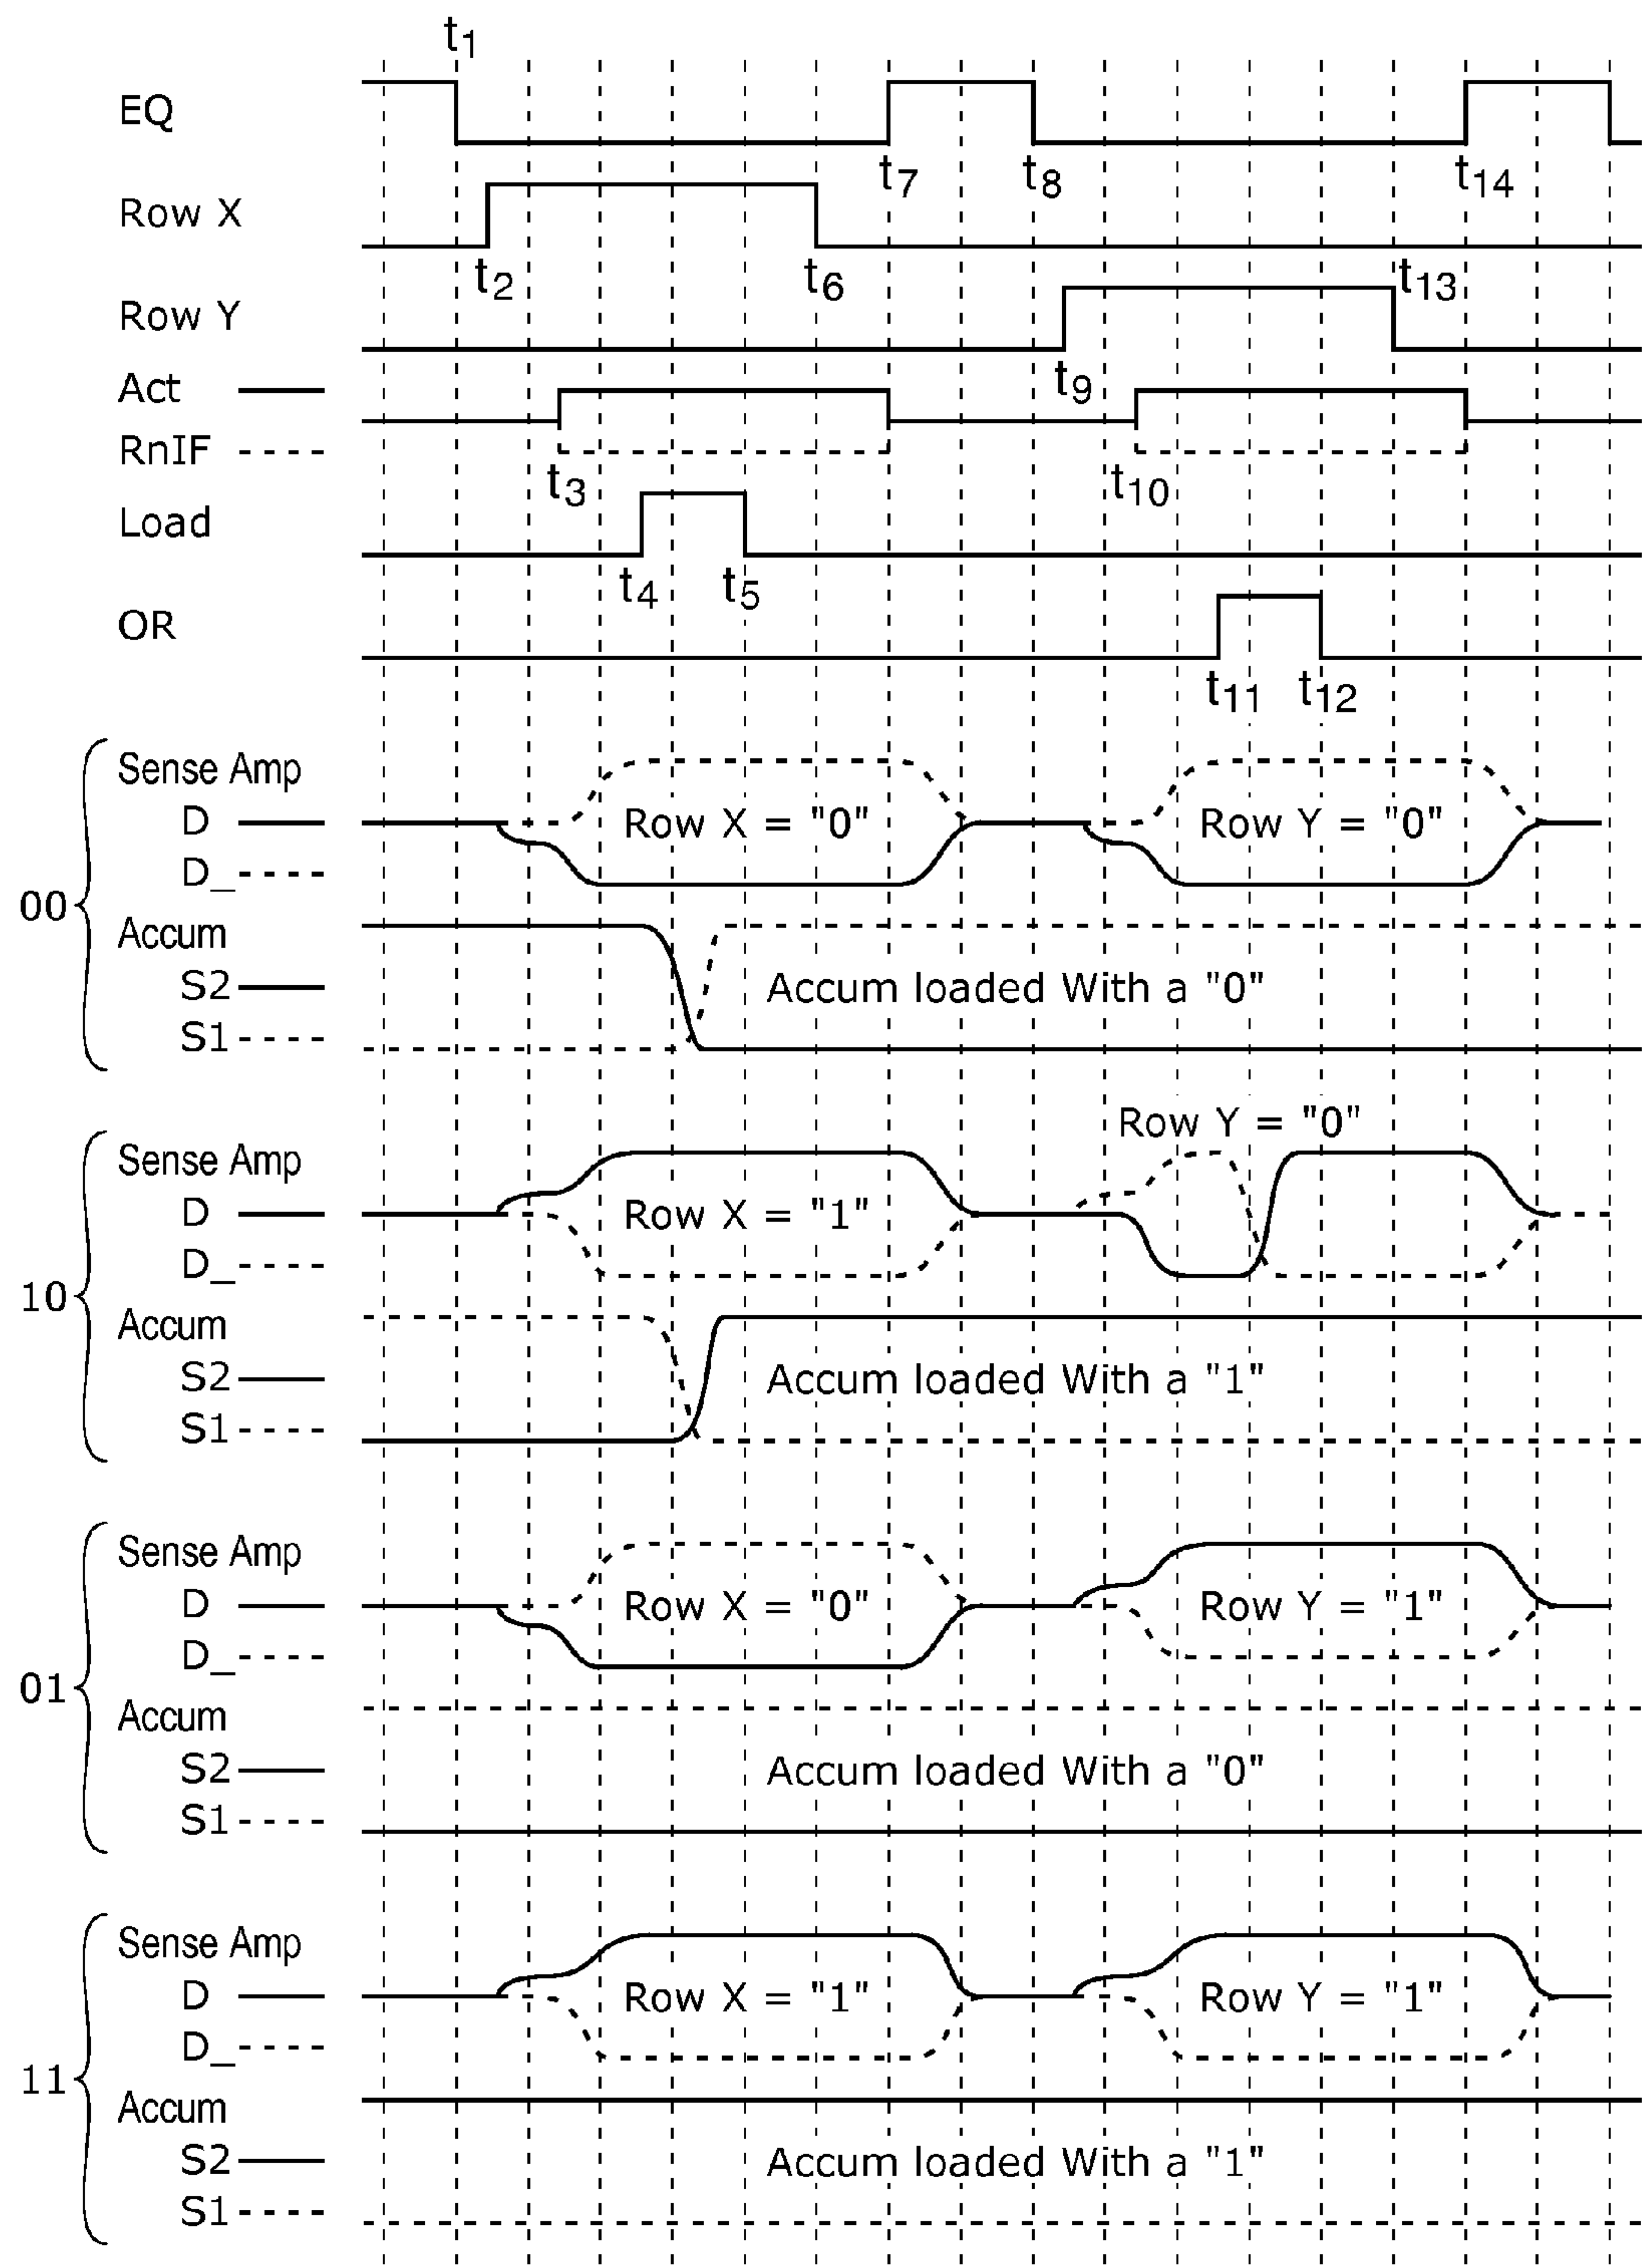 t1
EQ
t7 t8 t14
Row X
t2 t6 t13
Row Y
t9
Act
RnIF
t3 t10
Load
t4 t5
OR
t11 t12
Sense Amp
D Row X = "0" Row Y = "0"
D_
00
Accum
S2 Accum loaded With a "0"
S1
Row Y = "0"
Sense Amp
D Row X = "1"
D_
10
Accum
S2 Accum loaded With a "1"
S1
Sense Amp
D Row X = "0" Row Y = "1"
D_
01
Accum
S2 Accum loaded With a "0"
S1
Sense Amp
D Row X = "1" Row Y = "1"
D_
11
Accum
S2 Accum loaded With a "1"
S1